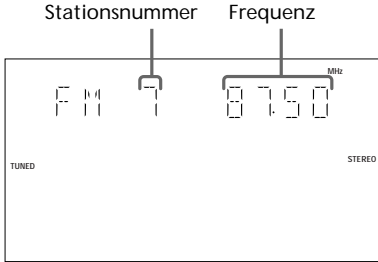 Stationsnummer Frequenz
MHz
FM 7 87.50
TUNED
STEREO